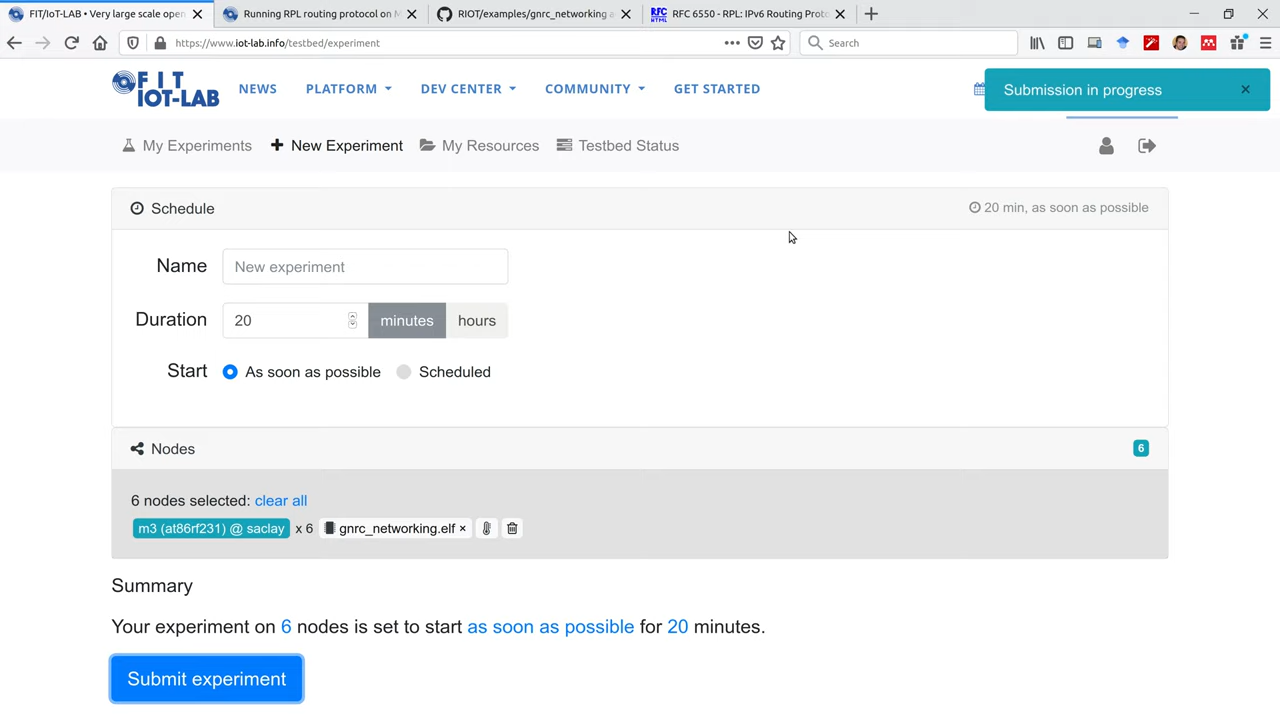 FIT/IoT-LAB • Very large scale open
Running RPL routing protocol on M
RIOT/examples/gnrc_networking a
RFC HTML
RFC 6550 - RPL: IPv6 Routing Proto
https://www.iot-lab.info/testbed/experiment
Search
FIT IOT-LAB
NEWS
PLATFORM
DEV CENTER
COMMUNITY
GET STARTED
Submission in progress
My Experiments
New Experiment
My Resources
Testbed Status
Schedule
20 min, as soon as possible
Name
New experiment
Duration
20
minutes
hours
Start
As soon as possible
Scheduled
Nodes
6
6 nodes selected: clear all
m3 (at86rf231) @ saclay x 6 gnrc_networking.elf ×
Summary
Your experiment on 6 nodes is set to start as soon as possible for 20 minutes.
Submit experiment